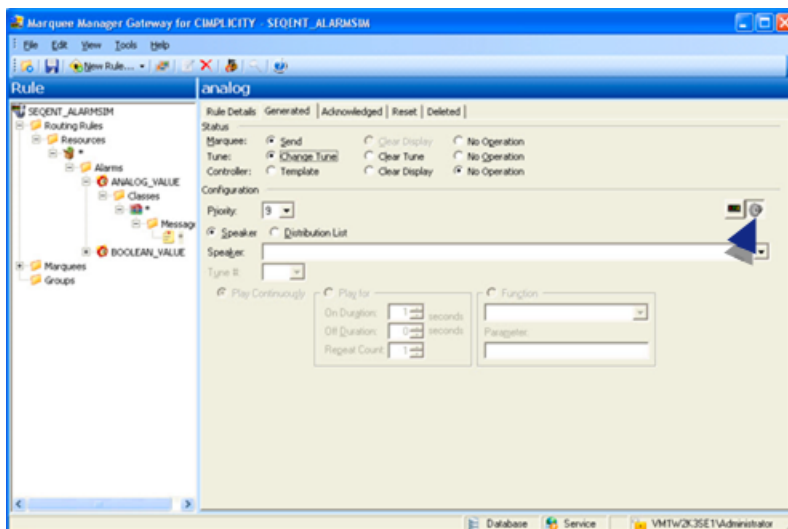 Marquee Manager Gateway for CIMPLICITY - SEQENT_ALARMSIM
File Edit View Tools Help
New Rule...
Rule
analog
SEQENT_ALARMSIM
Routing Rules
Resources
*
Alarms
ANALOG_VALUE
Classes
*
Messag
*
BOOLEAN_VALUE
Marquees
Groups
Rule Details Generated Acknowledged Reset Deleted
Status
Marquee: Send Clear Display No Operation
Tune: Change Tune Clear Tune No Operation
Controller: Template Clear Display No Operation
Configuration
Priority: 9
Speaker Distribution List
Speaker:
Tune #:
Play Continuously Play for Function
On Duration: 1 seconds
Off Duration: 0 seconds Parameter:
Repeat Count: 1
Database Service VMTW2K3SE1\Administrator